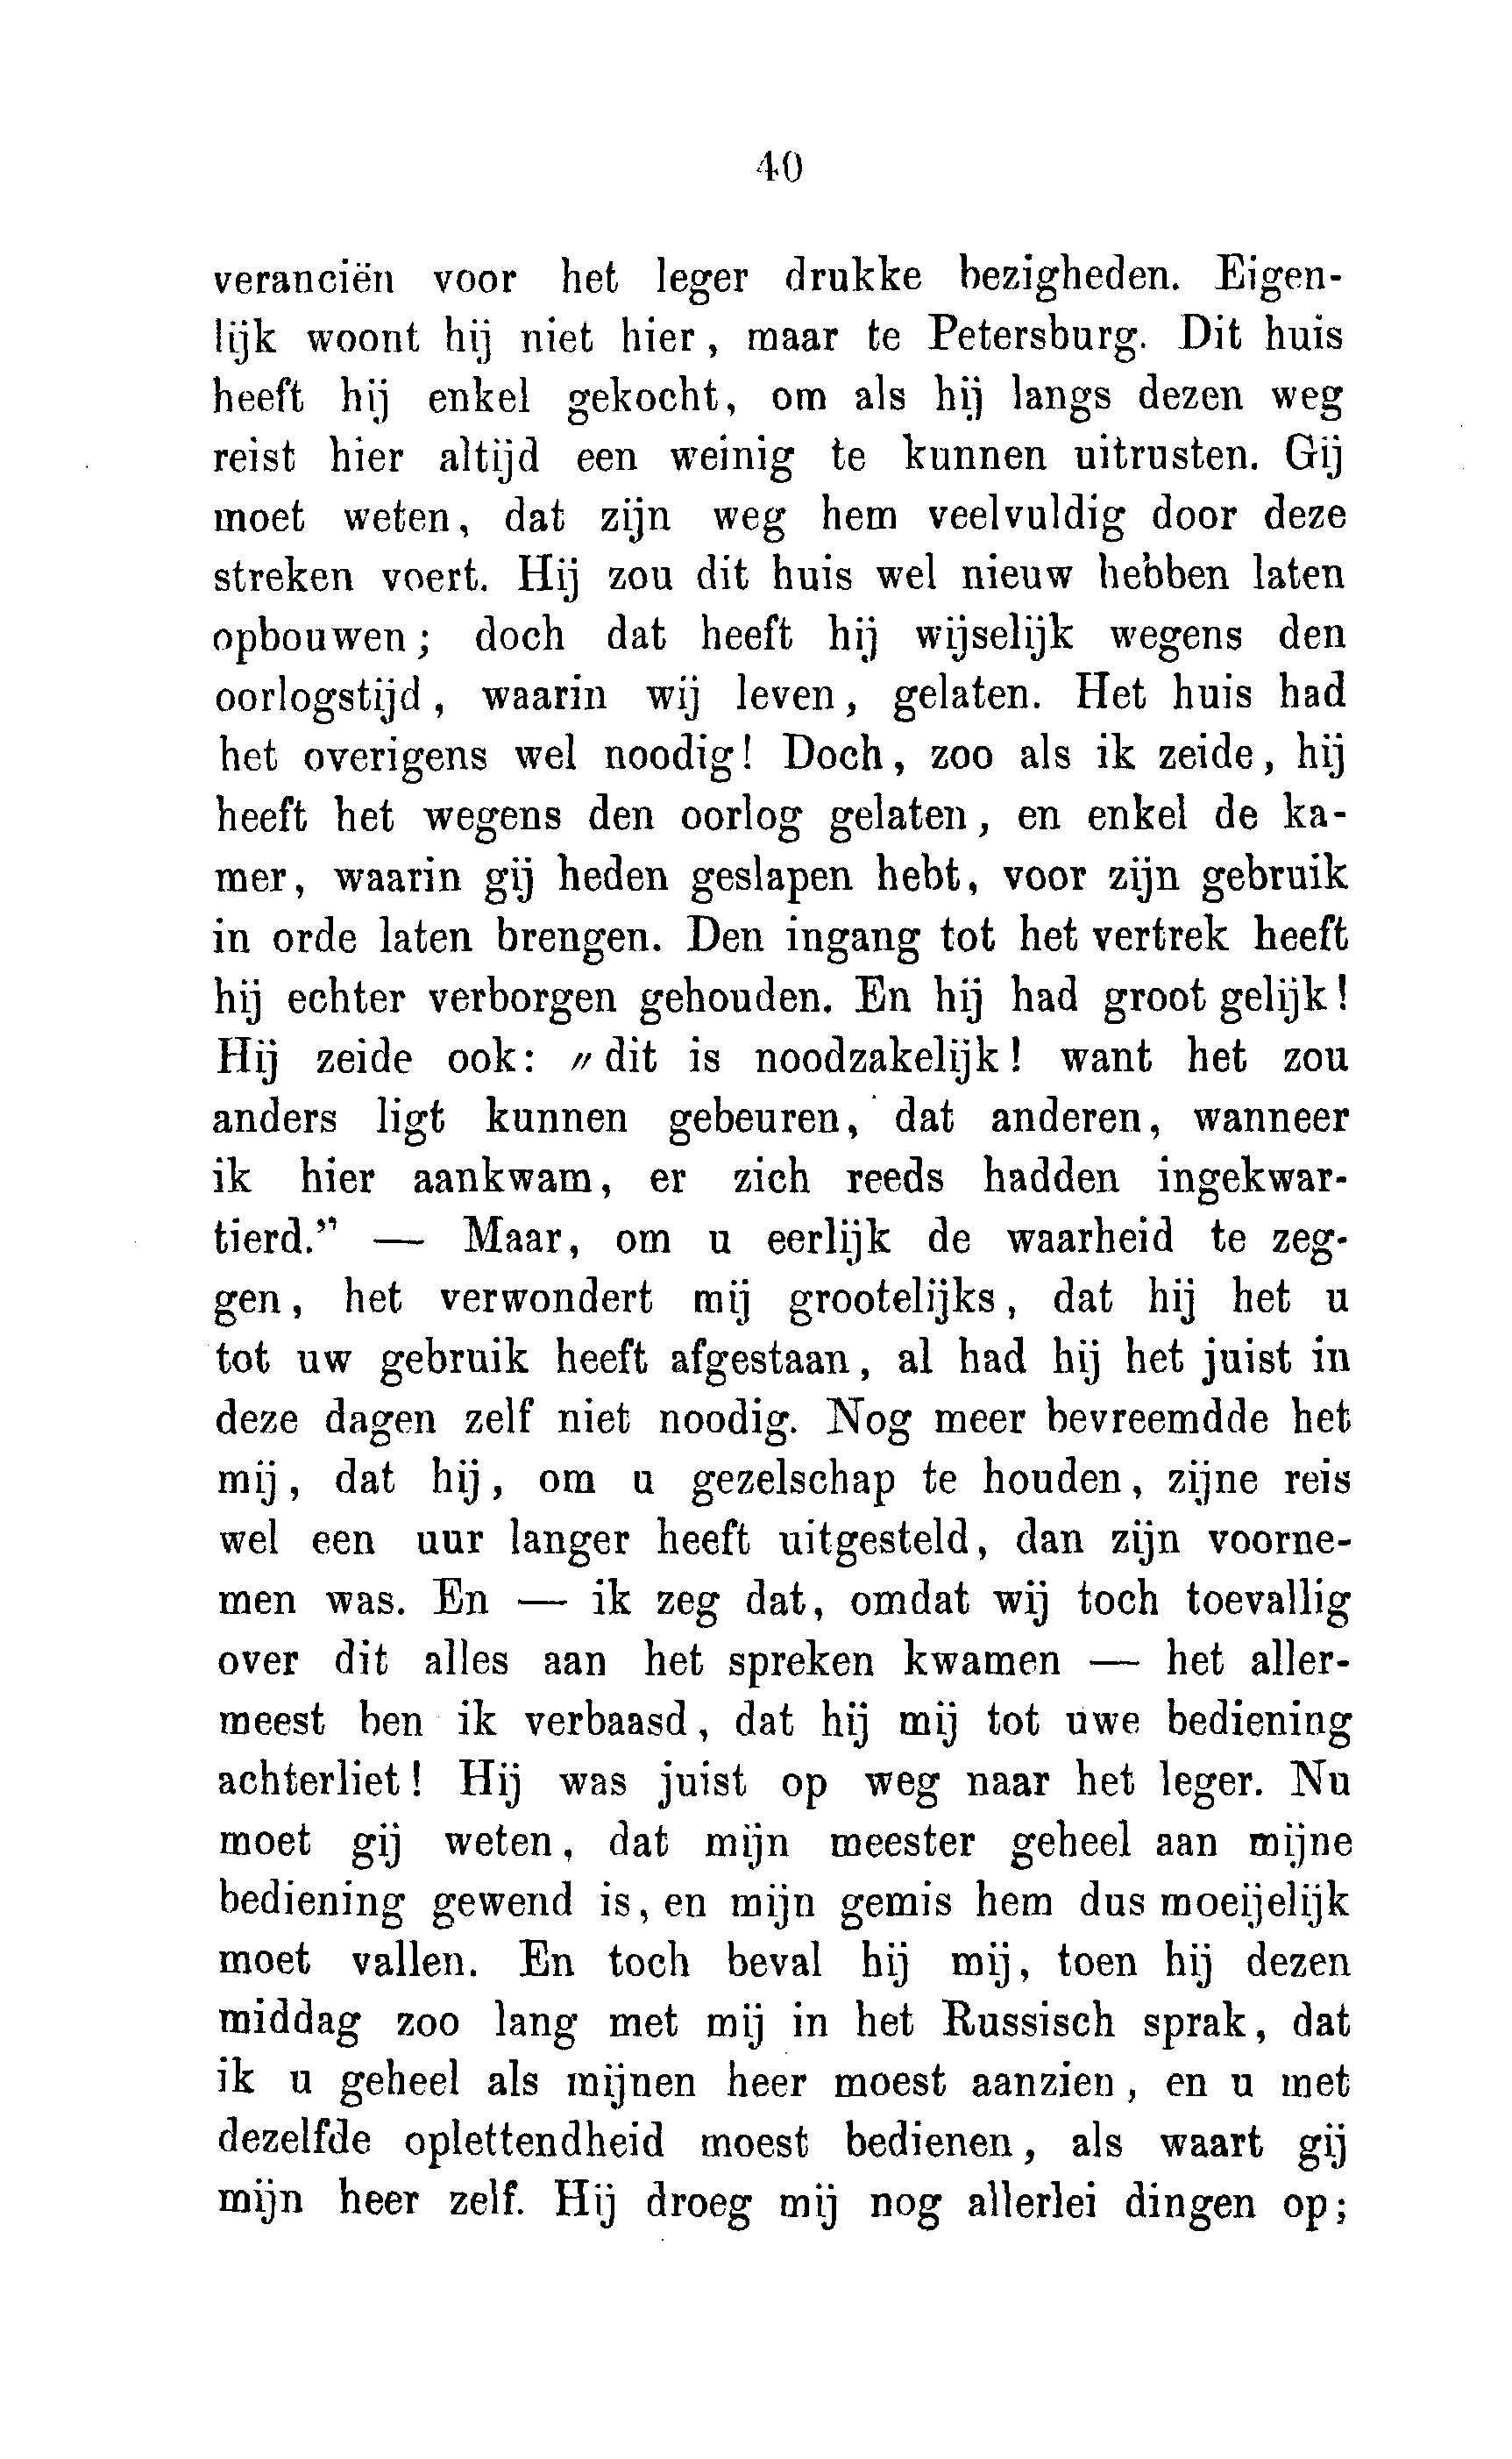 40
veranciën voor het leger drukke bezigheden. Eigen-
lijk woont hij niet hier, maar te Petersburg. Dit huis
heeft hij enkel gekocht, om als hij langs dezen weg
reist hier altijd een weinig te kunnen uitrusten. Gij
moet weten, dat zijn weg hem veelvuldig door deze
streken voert. Hij zou dit huis wel nieuw hebben laten
opbouwen; doch dat heeft hij wijselijk wegens den
oorlogstijd, waarin wij leven, gelaten. Het huis had
het overigens wel noodig! Doch, zoo als ik zeide, hij
heeft het wegens den oorlog gelaten, en enkel de ka-
mer, waarin gij heden geslapen hebt, voor zijn gebruik
in orde laten brengen. Den ingang tot het vertrek heeft
hij echter verborgen gehouden. En hij had groot gelijk!
Hij zeide ook: „dit is noodzakelijk! want het zou
anders ligt kunnen gebeuren, dat anderen, wanneer
ik hier aankwam, er zich reeds hadden ingekwar-
tierd.” — Maar, om u eerlijk de waarheid te zeg-
gen, het verwondert mij grootelijks, dat hij het u
tot uw gebruik heeft afgestaan, al had hij het juist in
deze dagen zelf niet noodig. Nog meer bevreemdde het
mij, dat hij, om u gezelschap te houden, zijne reis
wel een uur langer heeft uitgesteld, dan zijn voorne-
men was. En — ik zeg dat, omdat wij toch toevallig
over dit alles aan het spreken kwamen — het aller-
meest ben ik verbaasd, dat hij mij tot uwe bediening
achterliet! Hij was juist op weg naar het leger. Nu
moet gij weten, dat mijn meester geheel aan mijne
bediening gewend is, en mijn gemis hem dus moeijelijk
moet vallen. En toch beval hij mij, toen hij dezen
middag zoo lang met mij in het Russisch sprak, dat
ik u geheel als mijnen heer moest aanzien, en u met
dezelfde oplettendheid moest bedienen, als waart gij
mijn heer zelf. Hij droeg mij nog allerlei dingen op;